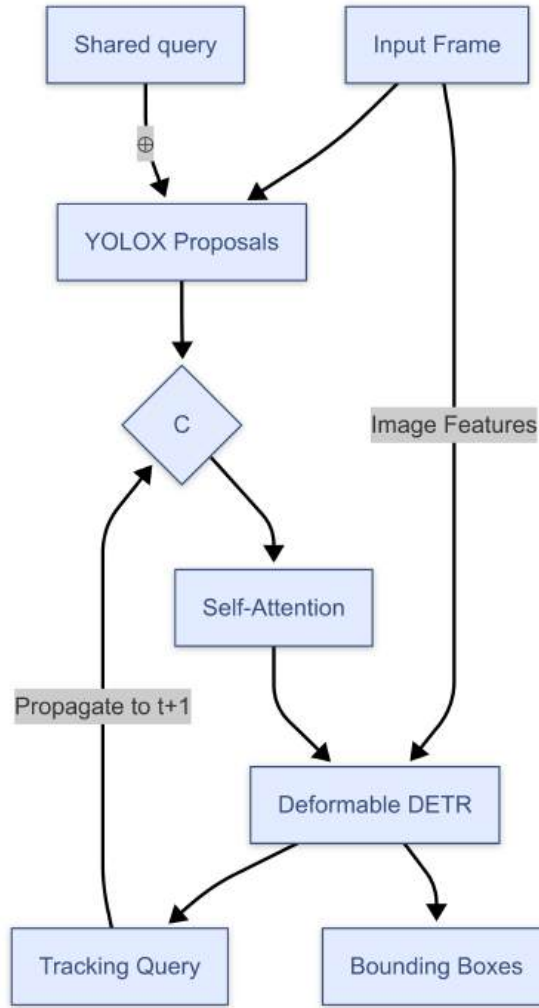 Shared query
Input Frame
⊕
YOLOX Proposals
C
Image Features
Self-Attention
Propagate to t+1
Deformable DETR
Tracking Query
Bounding Boxes